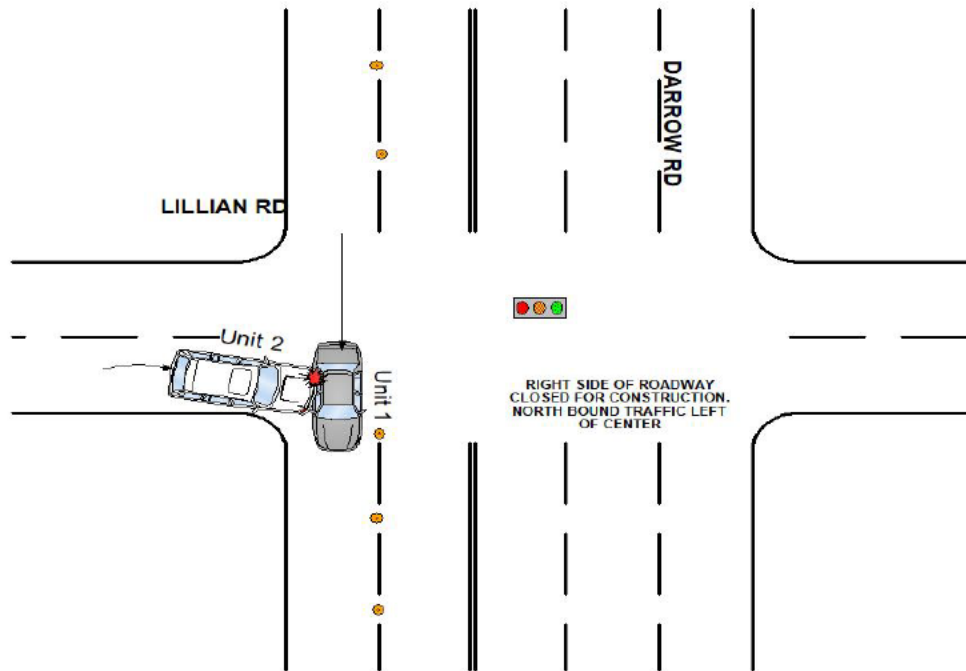 DARROW RD
LILLIAN RD
Unit 2
Unit 1
RIGHT SIDE OF ROADWAY
CLOSED FOR CONSTRUCTION.
NORTH BOUND TRAFFIC LEFT
OF CENTER